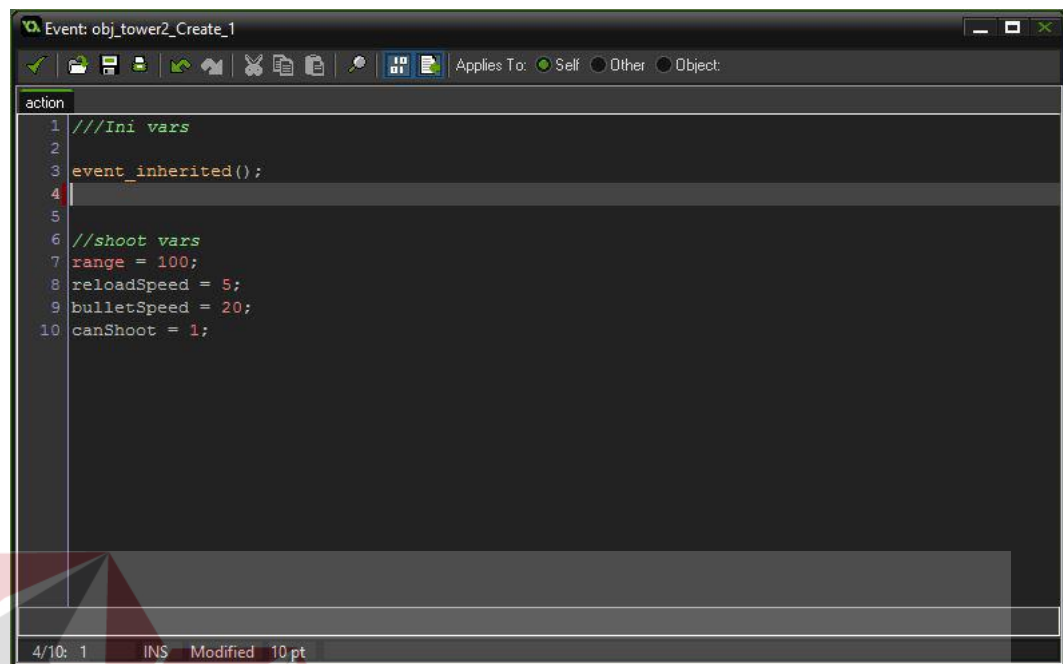 Event: obj_tower2_Create_1
Applies To: Self Other Object:
action
1 ///Ini vars
2
3 event_inherited();
4
5
6 //shoot vars
7 range = 100;
8 reloadSpeed = 5;
9 bulletSpeed = 20;
10 canShoot = 1;
4/10: 1 INS Modified 10 pt